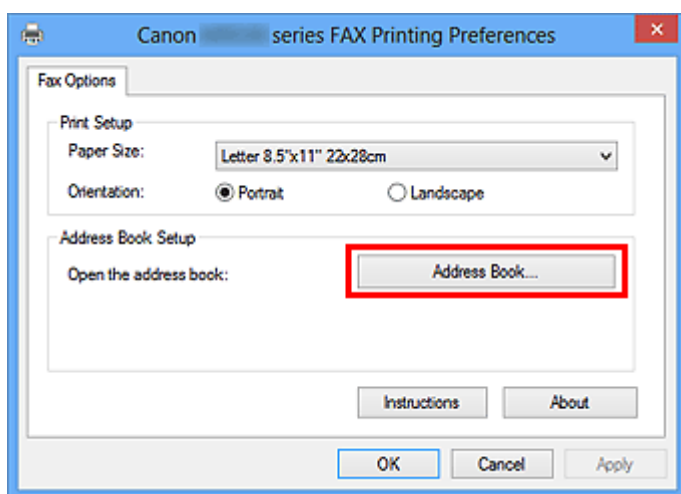 Canon series FAX Printing Preferences
Fax Options
Print Setup
Paper Size: Letter 8.5"x11" 22x28cm
Orientation: Portrait Landscape
Address Book Setup
Open the address book: Address Book...
Instructions About
OK Cancel Apply